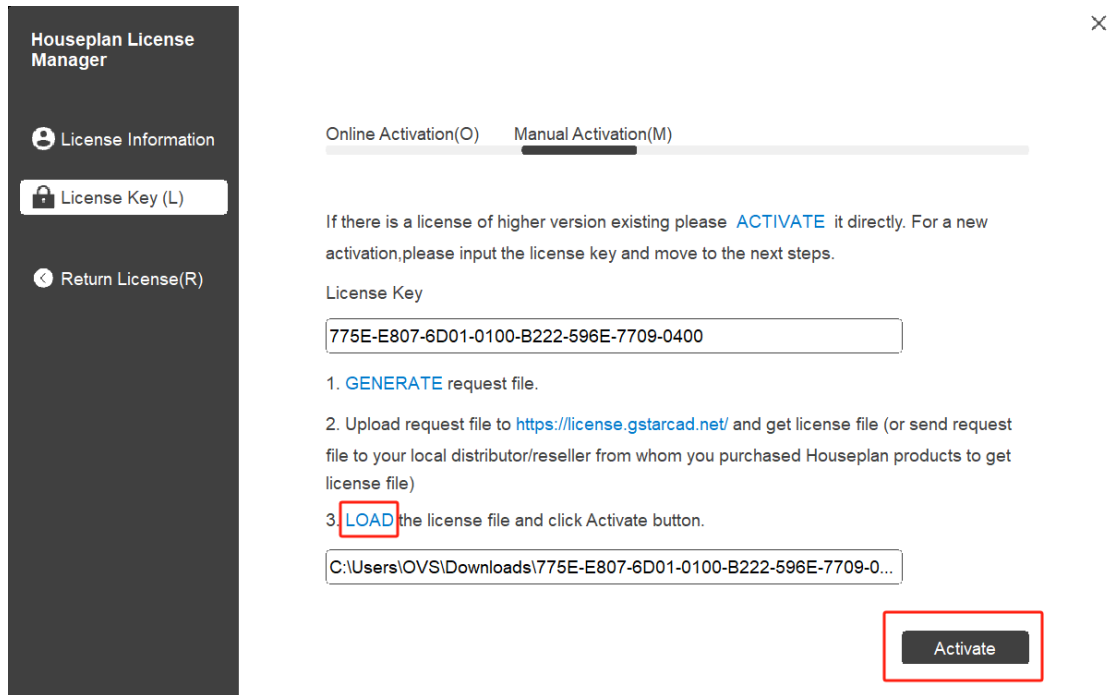 Houseplan License
Manager
License Information
License Key (L)
Return License(R)
Online Activation(O) Manual Activation(M)
If there is a license of higher version existing please ACTIVATE it directly. For a new
activation,please input the license key and move to the next steps.
License Key
775E-E807-6D01-0100-B222-596E-7709-0400
1. GENERATE request file.
2. Upload request file to https://license.gstarcad.net/ and get license file (or send request
file to your local distributor/reseller from whom you purchased Houseplan products to get
license file)
3. LOAD the license file and click Activate button.
C:\Users\OVS\Downloads\775E-E807-6D01-0100-B222-596E-7709-0...
Activate